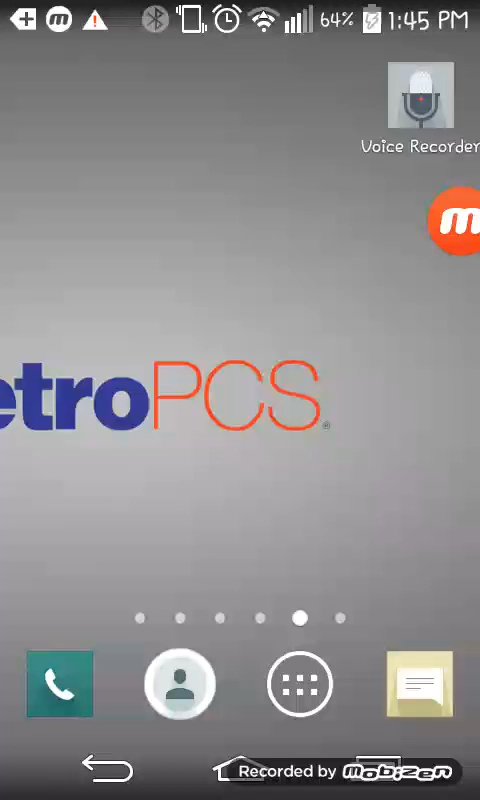 m
64%
1:45 PM
Voice Recorder
m
etroPCS®
Recorded by Mobizen